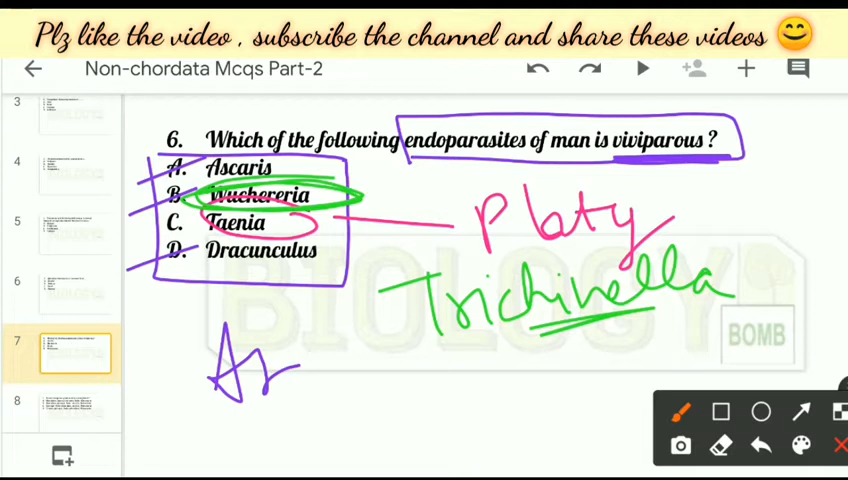 Plz like the video , subscribe the channel and share these videos 😊
Non-chordata Mcqs Part-2
3
4
5
6
7
8
6. Which of the following endoparasites of man is viviparous ?
A. Ascaris
B. Wuchereria
C. Taenia
D. Dracunculus
Platy
Trichinella
As
BIOLOGY
BOMB